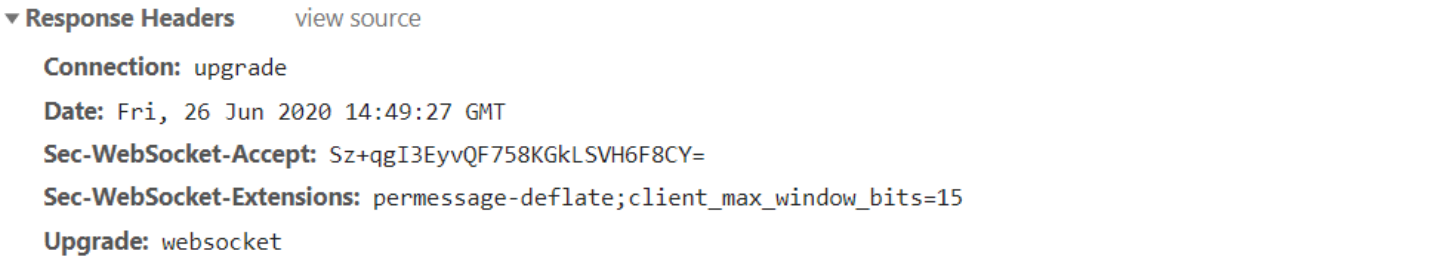 ▼ Response Headers view source
Connection: upgrade
Date: Fri, 26 Jun 2020 14:49:27 GMT
Sec-WebSocket-Accept: Sz+qgI3EyvQF758KGkLSVH6F8CY=
Sec-WebSocket-Extensions: permessage-deflate;client_max_window_bits=15
Upgrade: websocket